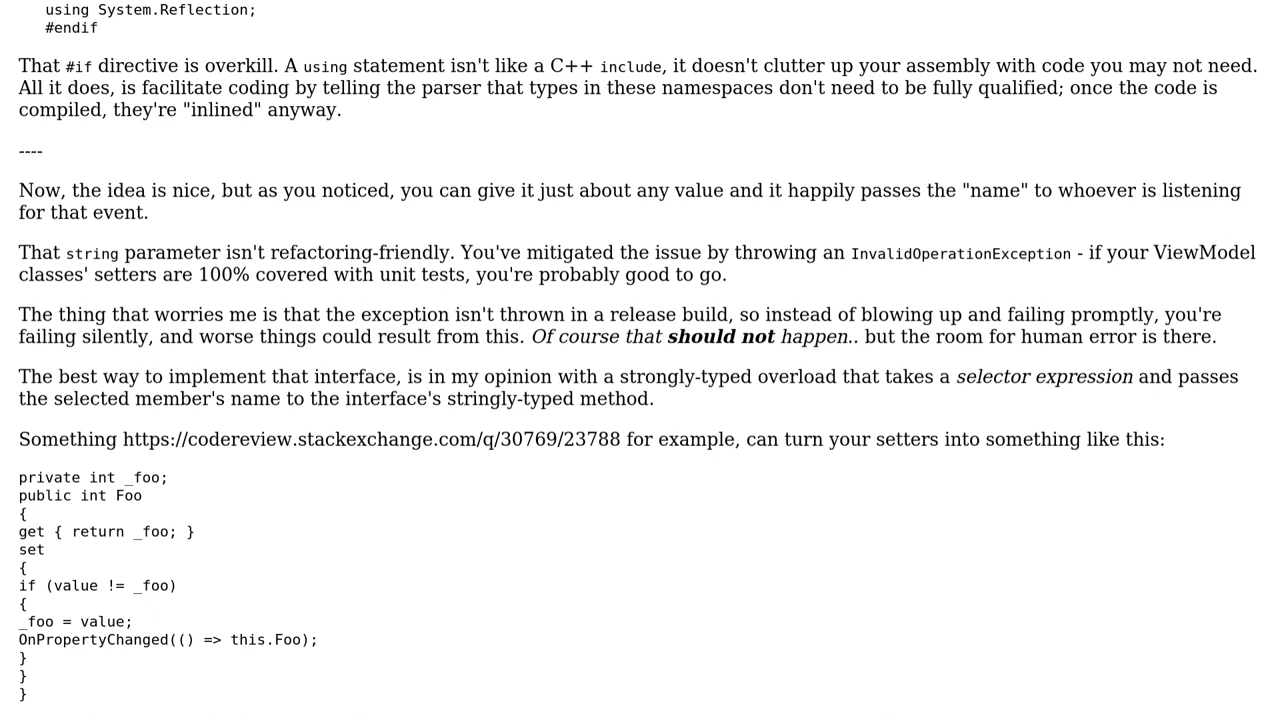 using System.Reflection;
#endif
That #if directive is overkill. A using statement isn't like a C++ include, it doesn't clutter up your assembly with code you may not need.
All it does, is facilitate coding by telling the parser that types in these namespaces don't need to be fully qualified; once the code is
compiled, they're "inlined" anyway.
----
Now, the idea is nice, but as you noticed, you can give it just about any value and it happily passes the "name" to whoever is listening
for that event.
That string parameter isn't refactoring-friendly. You've mitigated the issue by throwing an InvalidOperationException - if your ViewModel
classes' setters are 100% covered with unit tests, you're probably good to go.
The thing that worries me is that the exception isn't thrown in a release build, so instead of blowing up and failing promptly, you're
failing silently, and worse things could result from this. Of course that should not happen.. but the room for human error is there.
The best way to implement that interface, is in my opinion with a strongly-typed overload that takes a selector expression and passes
the selected member's name to the interface's stringly-typed method.
Something https://codereview.stackexchange.com/q/30769/23788 for example, can turn your setters into something like this:
private int _foo;
public int Foo
{
get { return _foo; }
set
{
if (value != _foo)
{
_foo = value;
OnPropertyChanged(() => this.Foo);
}
}
}